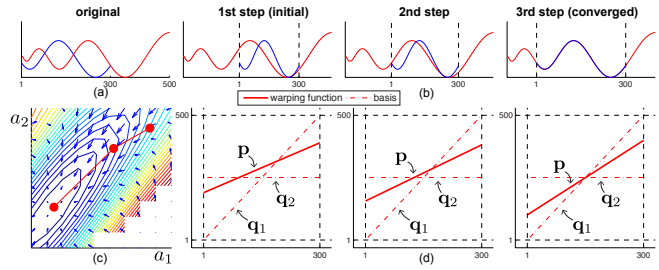 original 1st step (initial) 2nd step 3rd step (converged)
1 300 500 1 300 1 300 1 300
(a) (b)
warping function basis
a2 500 500 500
p p p
q2 q2 q2
q1 q1 q1
1 1 1
(c) a1 1 300 1 (d) 300 1 300